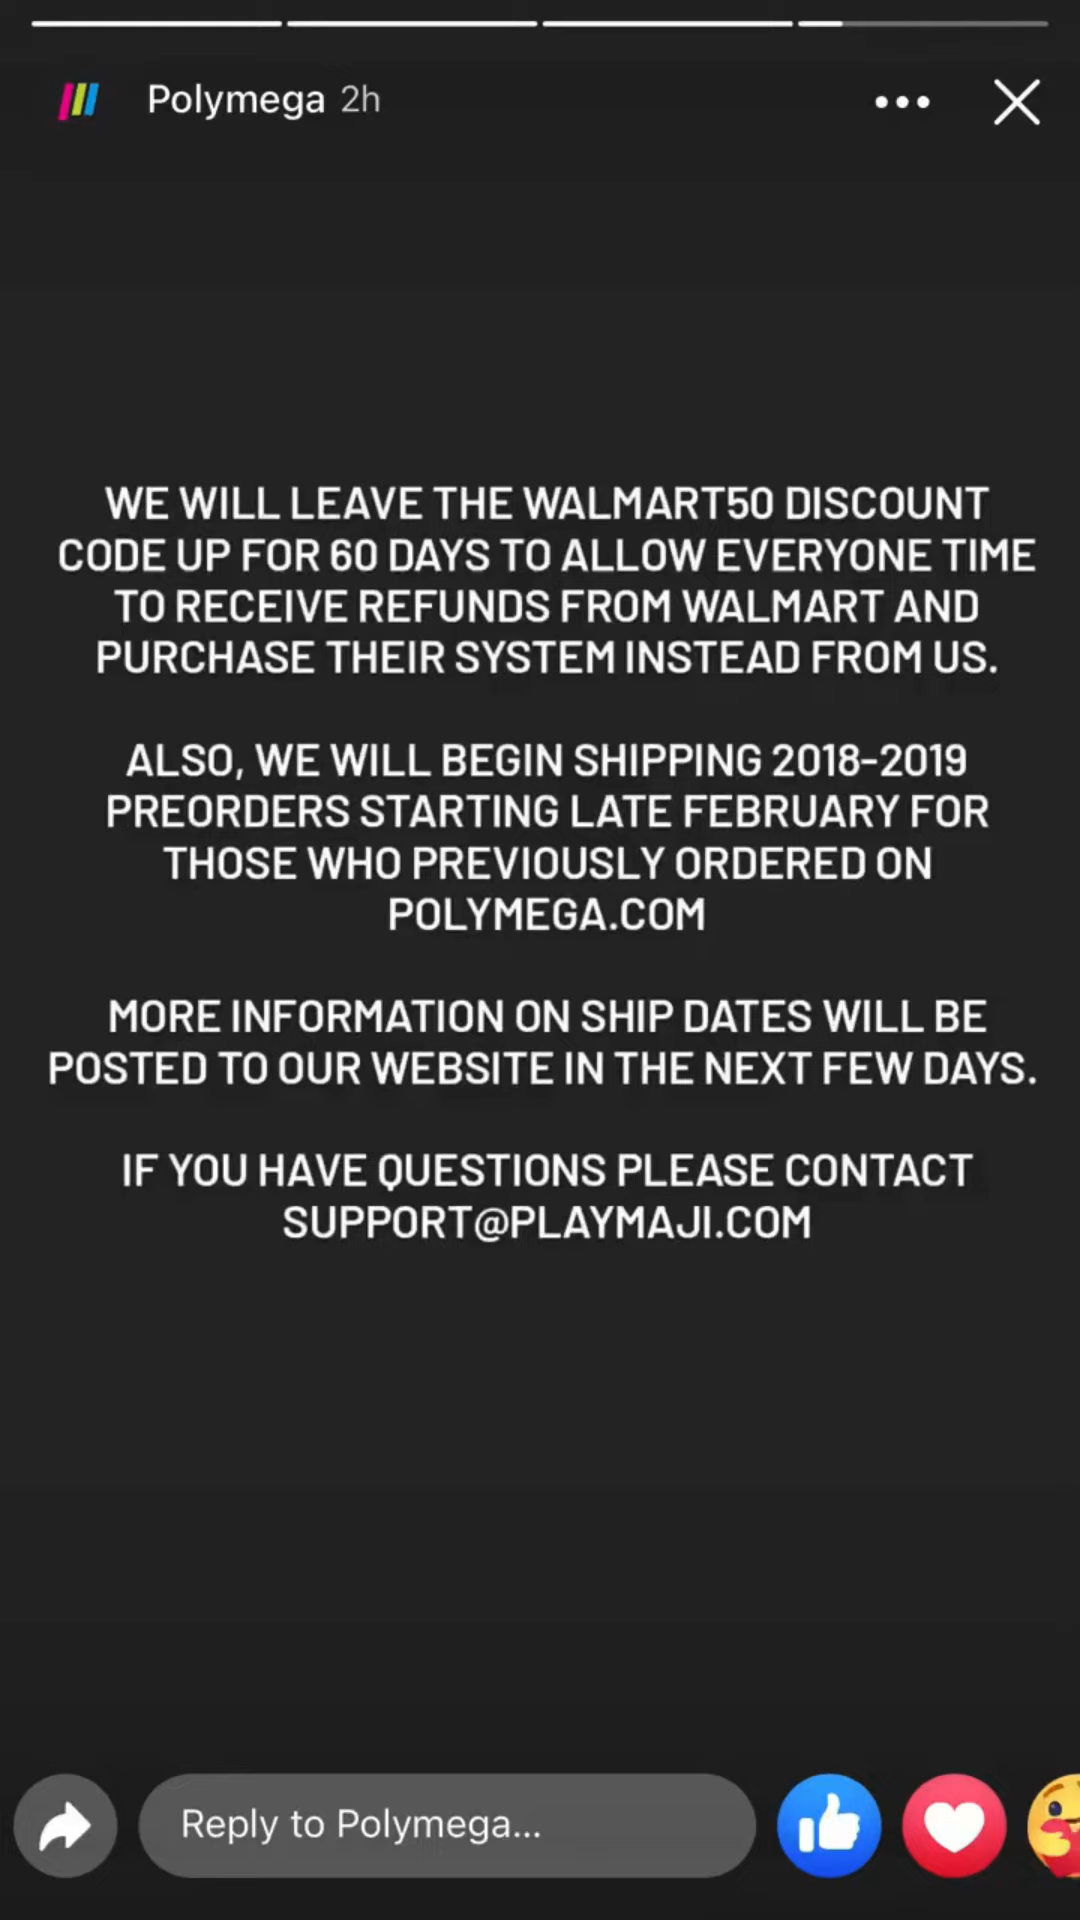 Polymega 2h
WE WILL LEAVE THE WALMART50 DISCOUNT
CODE UP FOR 60 DAYS TO ALLOW EVERYONE TIME
TO RECEIVE REFUNDS FROM WALMART AND
PURCHASE THEIR SYSTEM INSTEAD FROM US.
ALSO, WE WILL BEGIN SHIPPING 2018-2019
PREORDERS STARTING LATE FEBRUARY FOR
THOSE WHO PREVIOUSLY ORDERED ON
POLYMEGA.COM
MORE INFORMATION ON SHIP DATES WILL BE
POSTED TO OUR WEBSITE IN THE NEXT FEW DAYS.
IF YOU HAVE QUESTIONS PLEASE CONTACT
SUPPORT@PLAYMAJI.COM
Reply to Polymega...